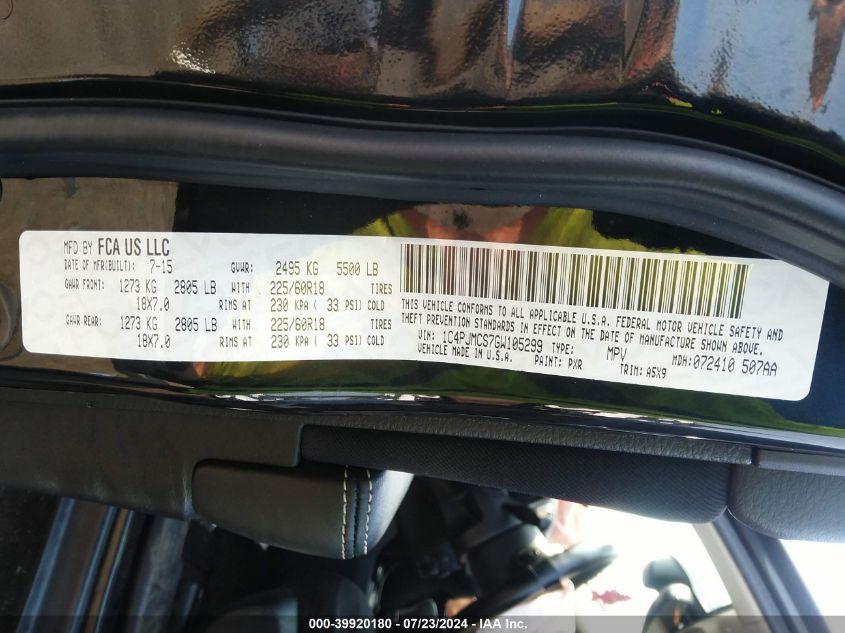 MFD BY FCA US LLC
DATE OF MFR(BUILT): 7-15 GVWR: 2495 KG 5500 LB
GAWR FRONT: 1273 KG 2805 LB WITH 225/60R18 TIRES
18X7.0 RIMS AT 230 KPA ( 33 PSI) COLD
GAWR REAR: 1273 KG 2805 LB WITH 225/60R18 TIRES
18X7.0 RIMS AT 230 KPA ( 33 PSI) COLD
THIS VEHICLE CONFORMS TO ALL APPLICABLE U.S.A. FEDERAL MOTOR VEHICLE SAFETY AND
THEFT PREVENTION STANDARDS IN EFFECT ON THE DATE OF MANUFACTURE SHOWN ABOVE.
VIN: 1C4PJMCS7GW105299 TYPE: MPV MDH: 072410 507AA
VEHICLE MADE IN U.S.A. PAINT: PXR TRIM: A5X9
000-39920180 - 07/23/2024 - IAA Inc.